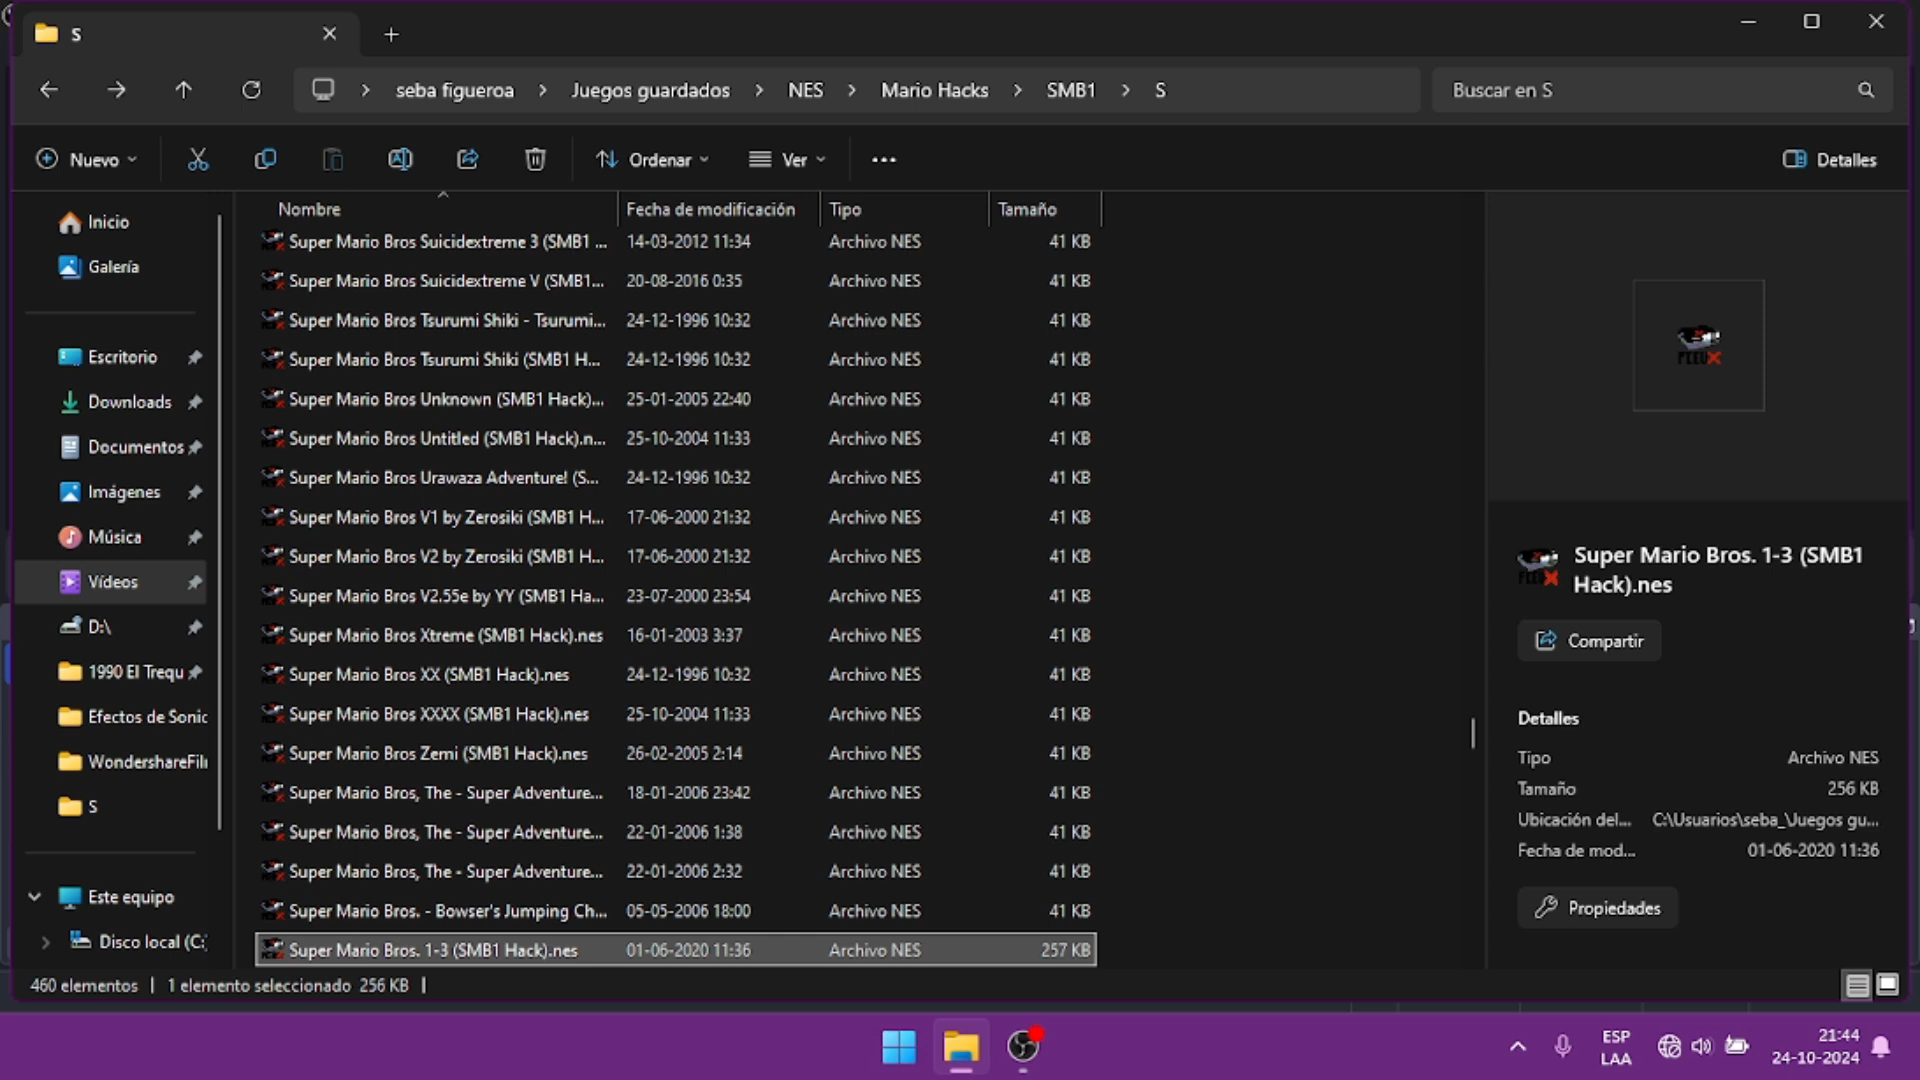 S
seba figueroa > Juegos guardados > NES > Mario Hacks > SMB1 > S
Buscar en S
Nuevo
Ordenar
Ver
Detalles
Nombre Fecha de modificación Tipo Tamaño
Super Mario Bros Suicidextreme 3 (SMB1 ... 14-03-2012 11:34 Archivo NES 41 KB
Super Mario Bros Suicidextreme V (SMB1... 20-08-2016 0:35 Archivo NES 41 KB
Super Mario Bros Tsurumi Shiki - Tsurumi... 24-12-1996 10:32 Archivo NES 41 KB
Super Mario Bros Tsurumi Shiki (SMB1 H... 24-12-1996 10:32 Archivo NES 41 KB
Super Mario Bros Unknown (SMB1 Hack)... 25-01-2005 22:40 Archivo NES 41 KB
Super Mario Bros Untitled (SMB1 Hack).n... 25-10-2004 11:33 Archivo NES 41 KB
Super Mario Bros Urawaza Adventure! (S... 24-12-1996 10:32 Archivo NES 41 KB
Super Mario Bros V1 by Zerosiki (SMB1 H... 17-06-2000 21:32 Archivo NES 41 KB
Super Mario Bros V2 by Zerosiki (SMB1 H... 17-06-2000 21:32 Archivo NES 41 KB
Super Mario Bros V2.55e by YY (SMB1 Ha... 23-07-2000 23:54 Archivo NES 41 KB
Super Mario Bros Xtreme (SMB1 Hack).nes 16-01-2003 3:37 Archivo NES 41 KB
Super Mario Bros XX (SMB1 Hack).nes 24-12-1996 10:32 Archivo NES 41 KB
Super Mario Bros XXXX (SMB1 Hack).nes 25-10-2004 11:33 Archivo NES 41 KB
Super Mario Bros Zemi (SMB1 Hack).nes 26-02-2005 2:14 Archivo NES 41 KB
Super Mario Bros, The - Super Adventure... 18-01-2006 23:42 Archivo NES 41 KB
Super Mario Bros, The - Super Adventure... 22-01-2006 1:38 Archivo NES 41 KB
Super Mario Bros, The - Super Adventure... 22-01-2006 2:32 Archivo NES 41 KB
Super Mario Bros. - Bowser's Jumping Ch... 05-05-2006 18:00 Archivo NES 41 KB
Super Mario Bros. 1-3 (SMB1 Hack).nes 01-06-2020 11:36 Archivo NES 257 KB
Inicio
Galería
Escritorio
Downloads
Documentos
Imágenes
Música
Vídeos
D:\
1990 El Trequ
Efectos de Sonic
WondershareFilm
S
Este equipo
Disco local (C:)
Super Mario Bros. 1-3 (SMB1
Hack).nes
Compartir
Detalles
Tipo Archivo NES
Tamaño 256 KB
Ubicación del... C:\Usuarios\seba_\Juegos gu...
Fecha de mod... 01-06-2020 11:36
Propiedades
460 elementos | 1 elemento seleccionado 256 KB |
ESP
LAA
21:44
24-10-2024